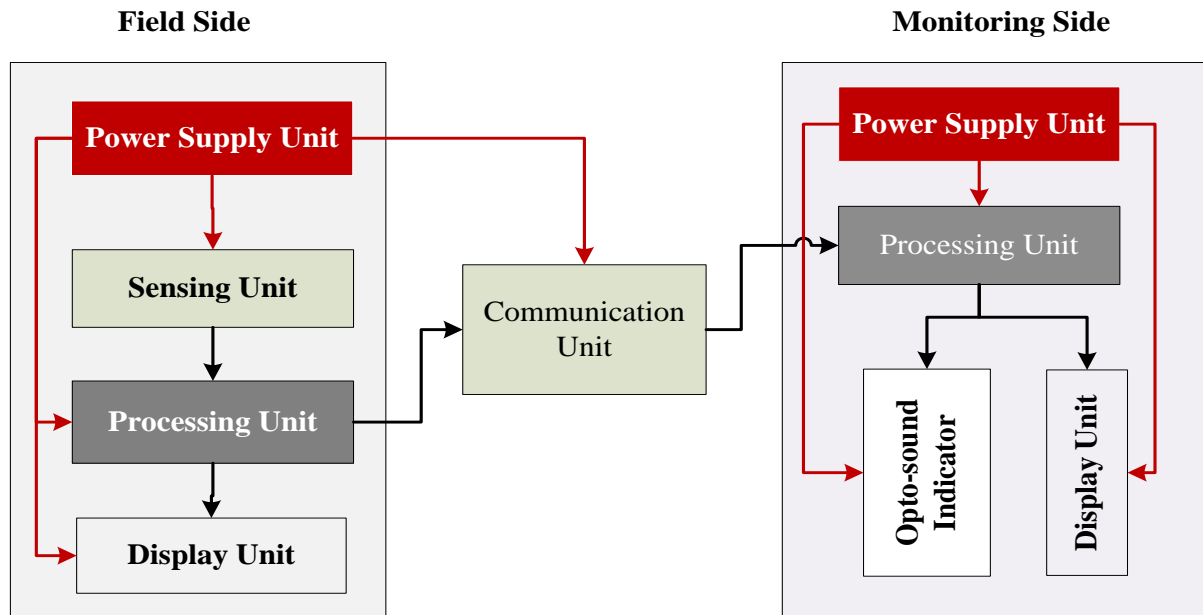 Field Side
Power Supply Unit
Sensing Unit
Processing Unit
Display Unit
Communication
Unit
Monitoring Side
Power Supply Unit
Processing Unit
Opto-sound
Indicator
Display Unit